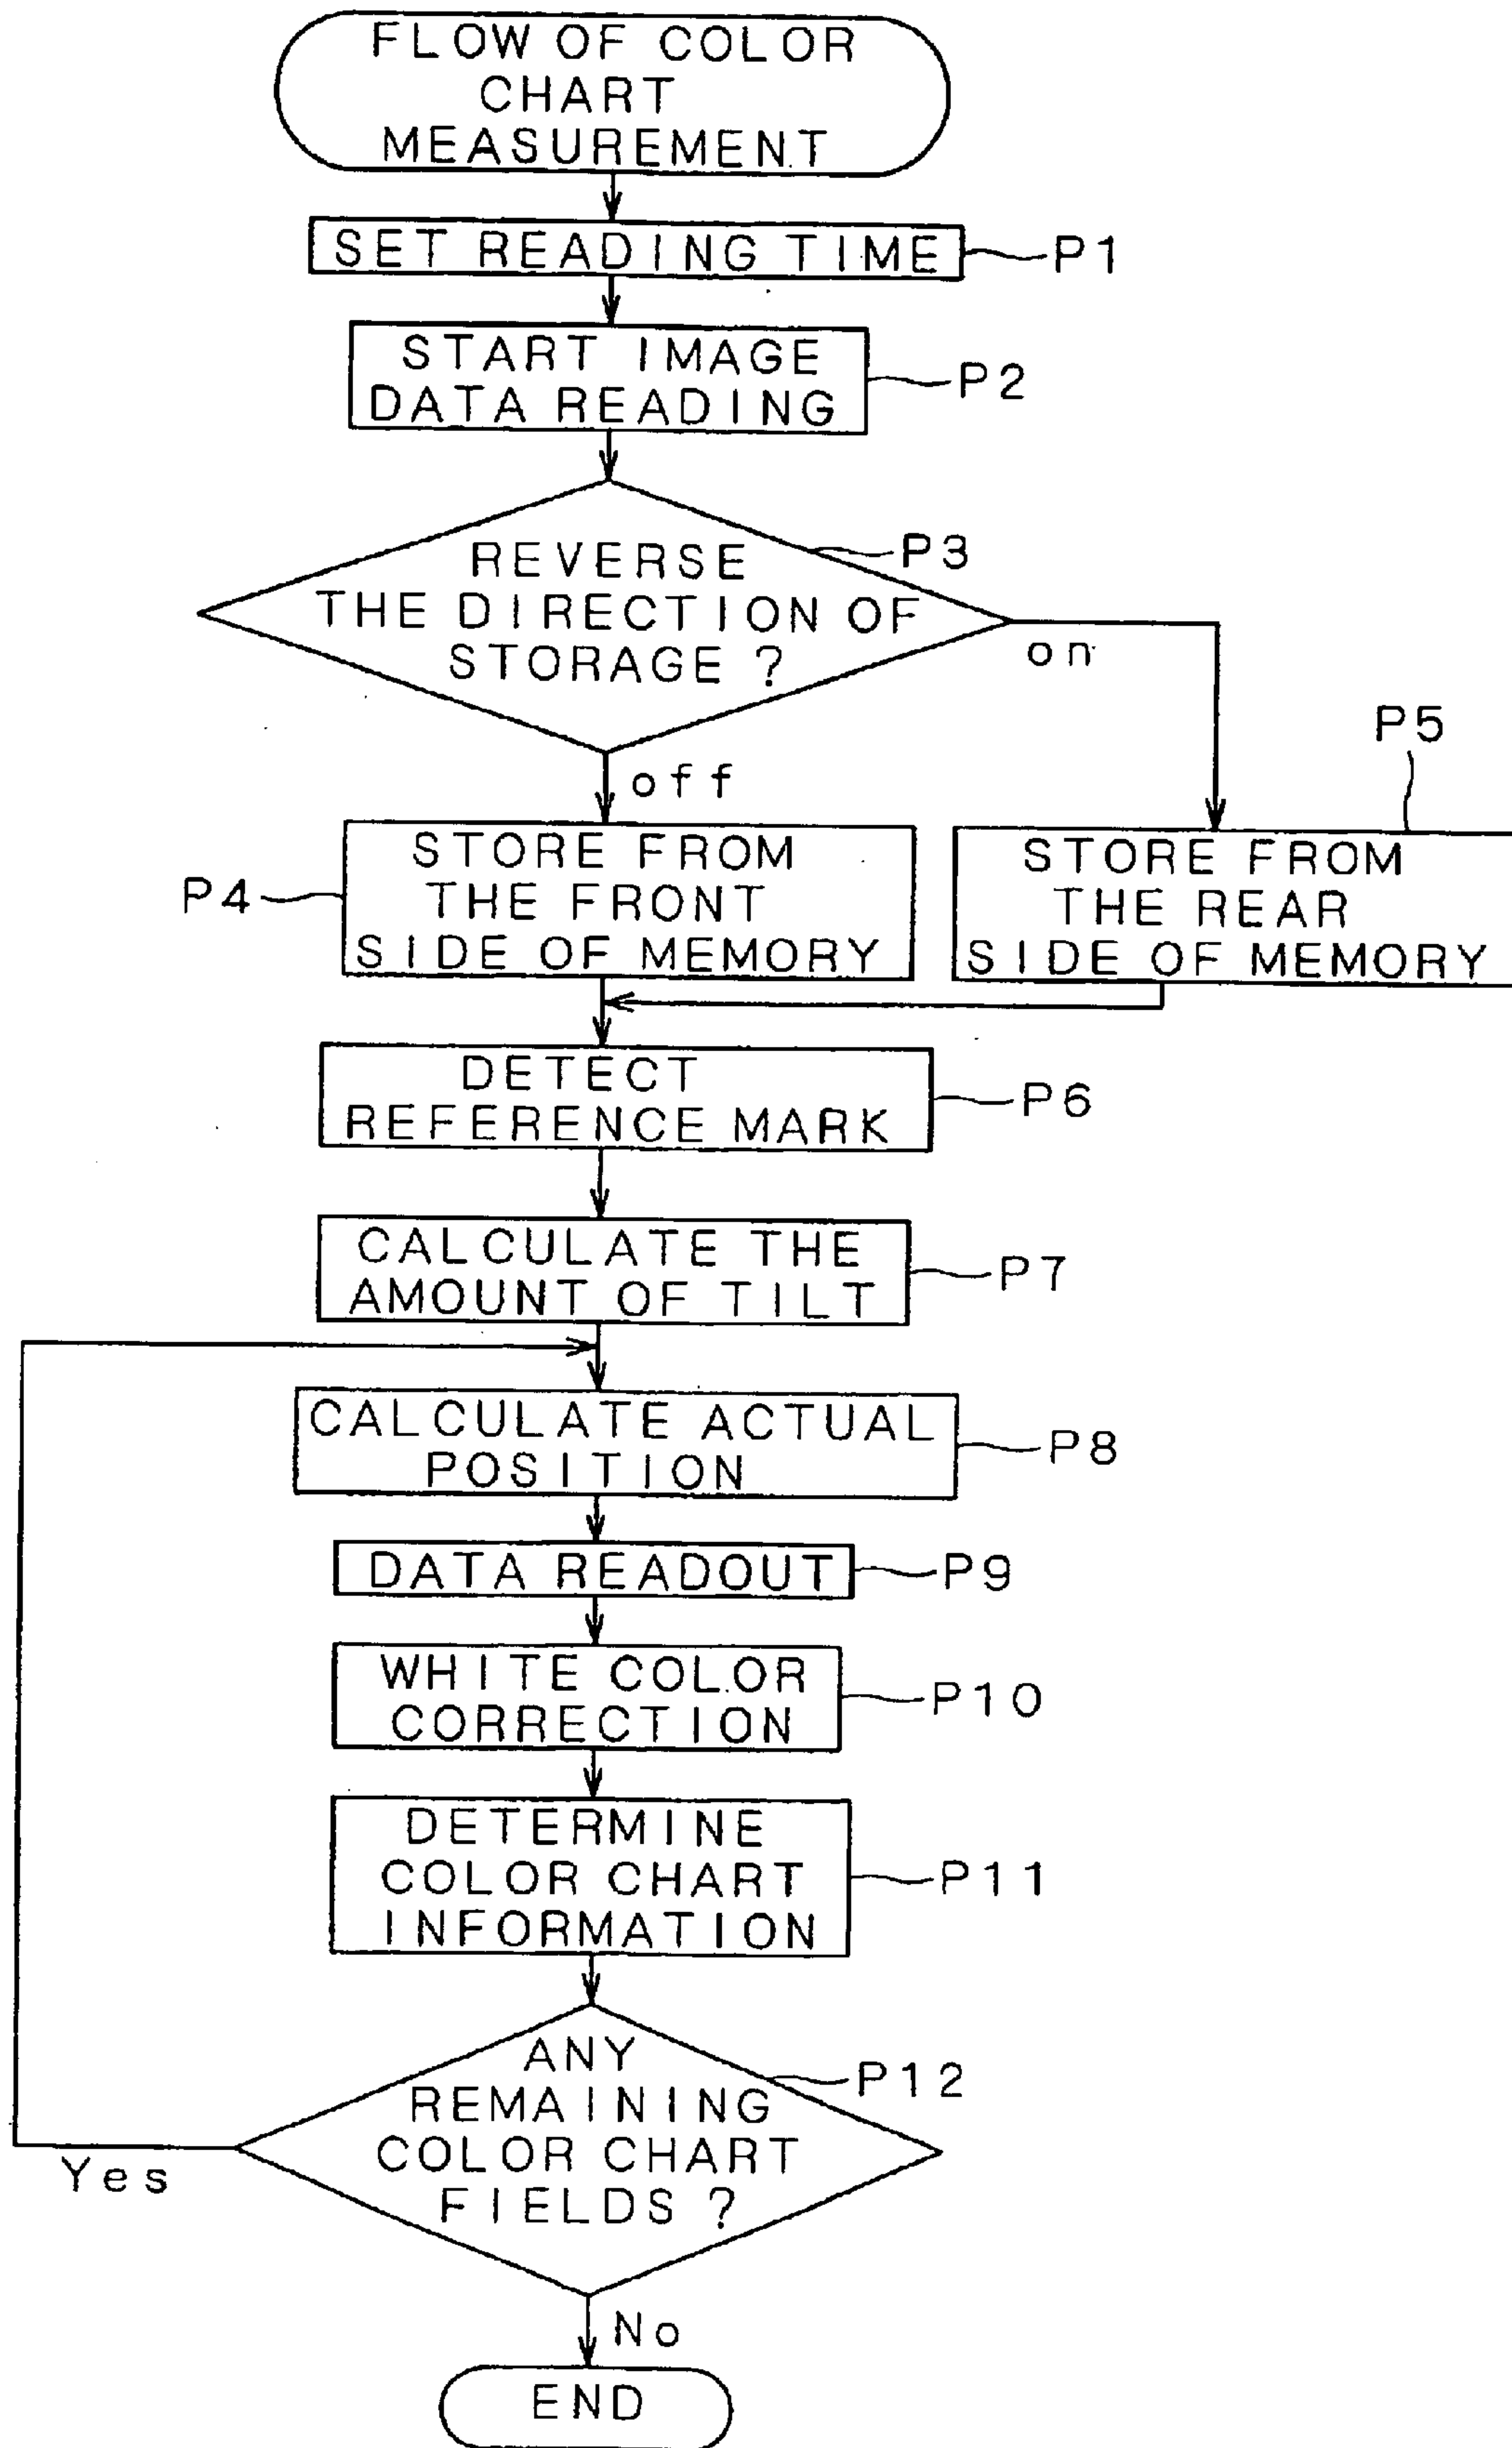 FLOW OF COLOR
CHART
MEASUREMENT
SET READING TIME
P1
START IMAGE
DATA READING
P2
REVERSE
THE DIRECTION OF
STORAGE ?
P3
on
off
P4
STORE FROM
THE FRONT
SIDE OF MEMORY
P5
STORE FROM
THE REAR
SIDE OF MEMORY
DETECT
REFERENCE MARK
P6
CALCULATE THE
AMOUNT OF TILT
P7
CALCULATE ACTUAL
POSITION
P8
DATA READOUT
P9
WHITE COLOR
CORRECTION
P10
DETERMINE
COLOR CHART
INFORMATION
P11
ANY
REMAINING
COLOR CHART
FIELDS ?
P12
Yes
No
END